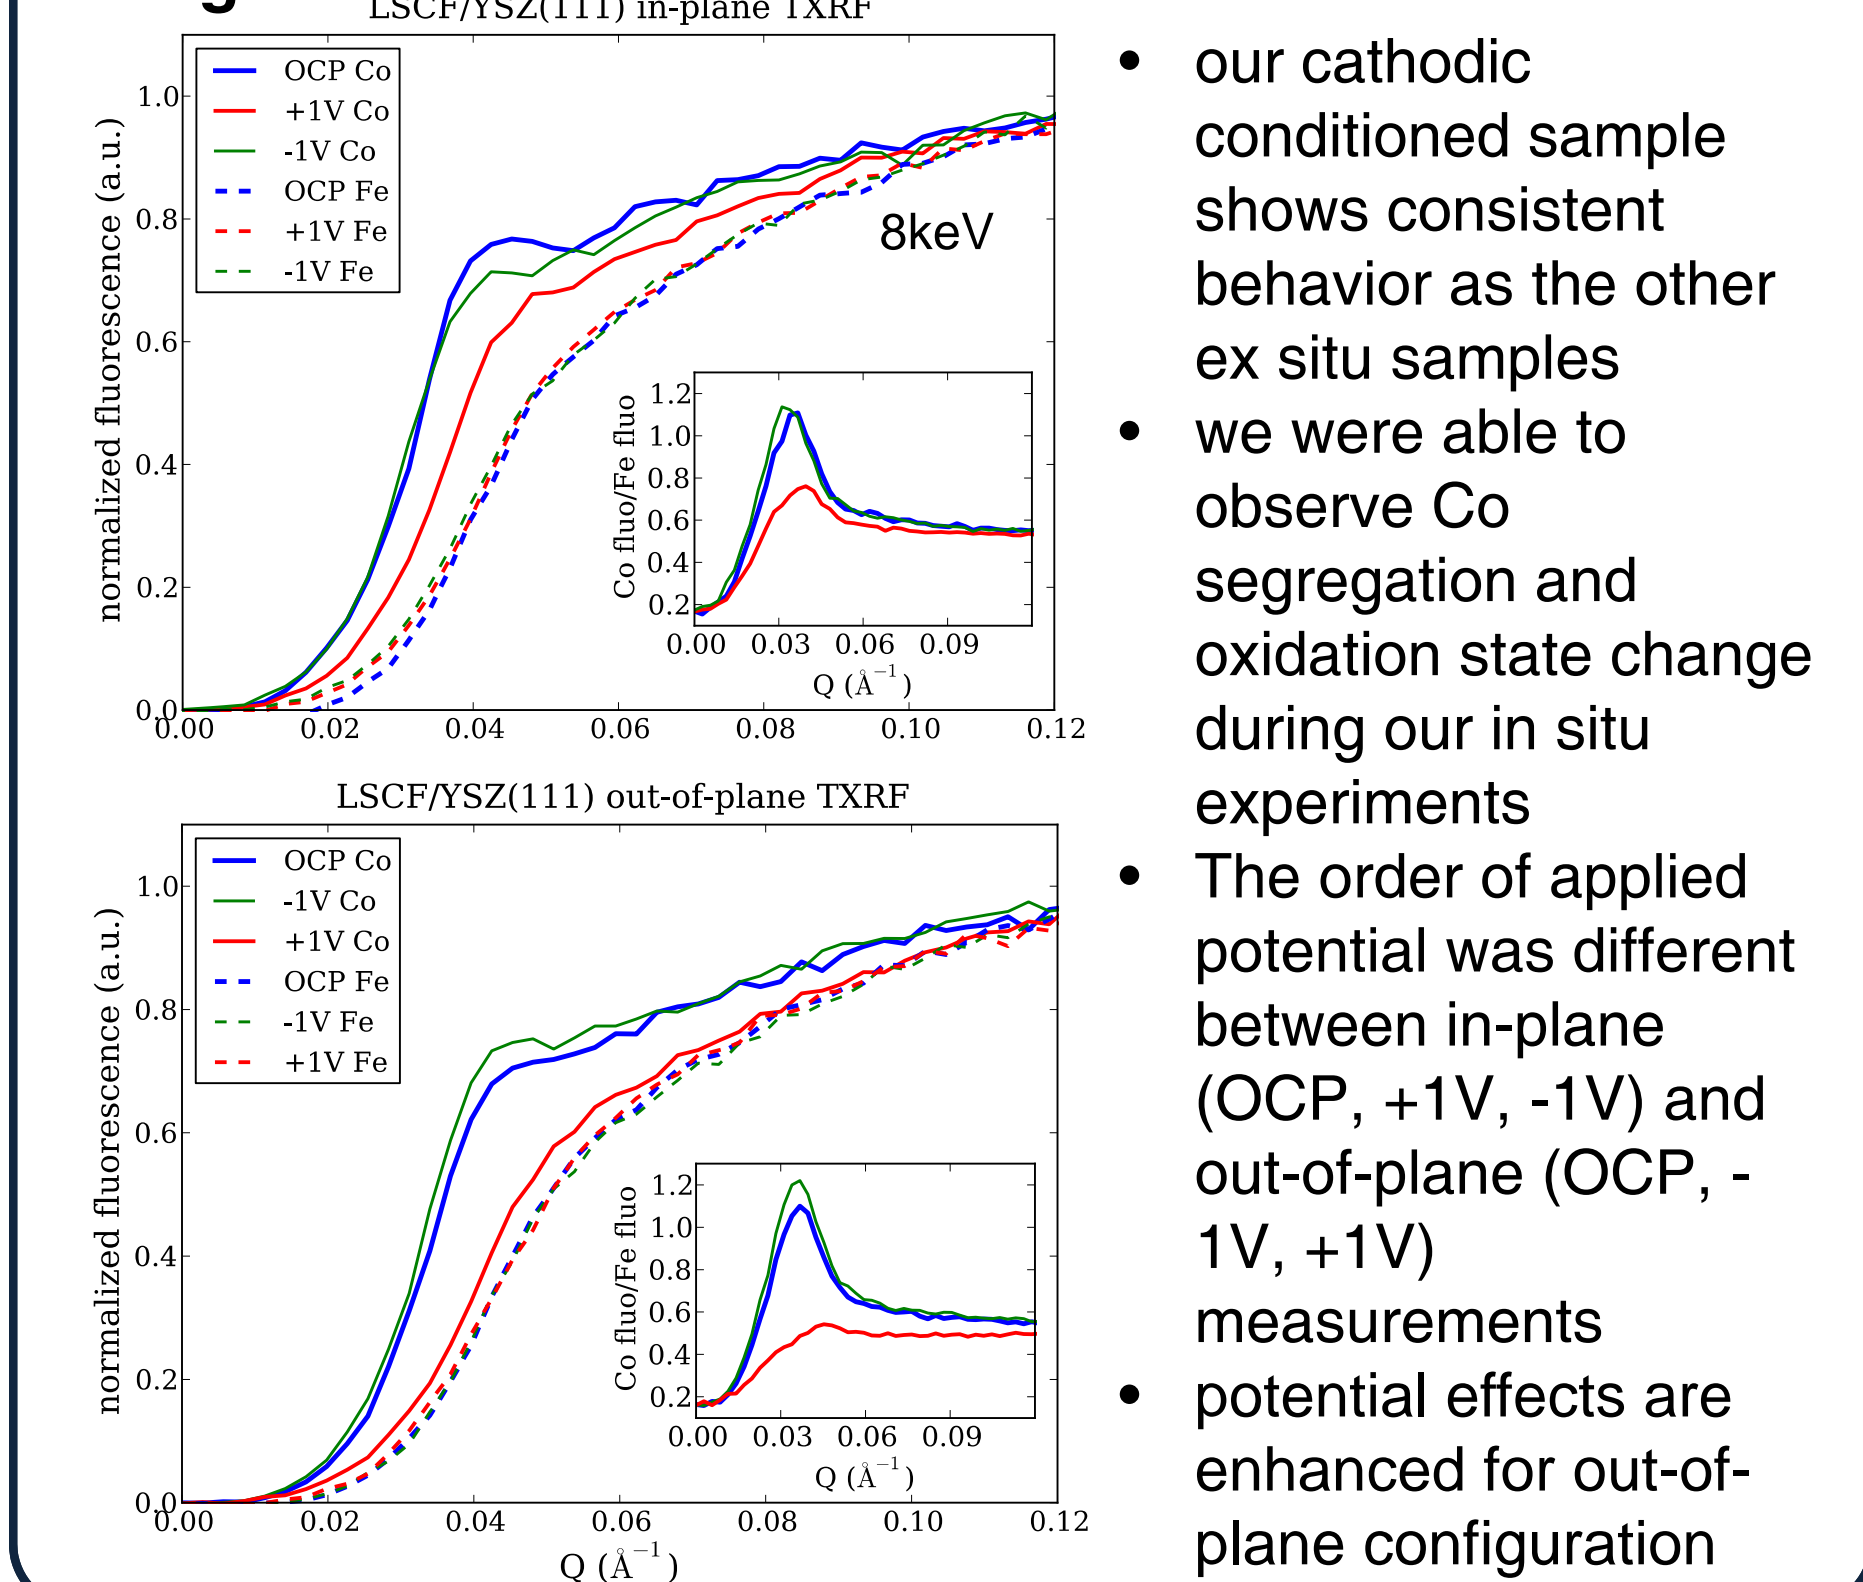 g
LSCF/YSZ(111) in-plane TXRF
normalized fluorescence (a.u.)
1.0
0.8
0.6
0.4
0.2
0.0
OCP Co
+1V Co
-1V Co
OCP Fe
+1V Fe
-1V Fe
8keV
Co fluo/Fe fluo
1.2
1.0
0.8
0.6
0.4
0.2
0.00 0.03 0.06 0.09
Q (Å⁻¹)
0.00 0.02 0.04 0.06 0.08 0.10 0.12
LSCF/YSZ(111) out-of-plane TXRF
normalized fluorescence (a.u.)
1.0
0.8
0.6
0.4
0.2
0.0
OCP Co
-1V Co
+1V Co
OCP Fe
-1V Fe
+1V Fe
Co fluo/Fe fluo
1.2
1.0
0.8
0.6
0.4
0.2
0.00 0.03 0.06 0.09
Q (Å⁻¹)
0.00 0.02 0.04 0.06 0.08 0.10 0.12
Q (Å⁻¹)
• our cathodic
conditioned sample
shows consistent
behavior as the other
ex situ samples
• we were able to
observe Co
segregation and
oxidation state change
during our in situ
experiments
• The order of applied
potential was different
between in-plane
(OCP, +1V, -1V) and
out-of-plane (OCP, -
1V, +1V)
measurements
• potential effects are
enhanced for out-of-
plane configuration